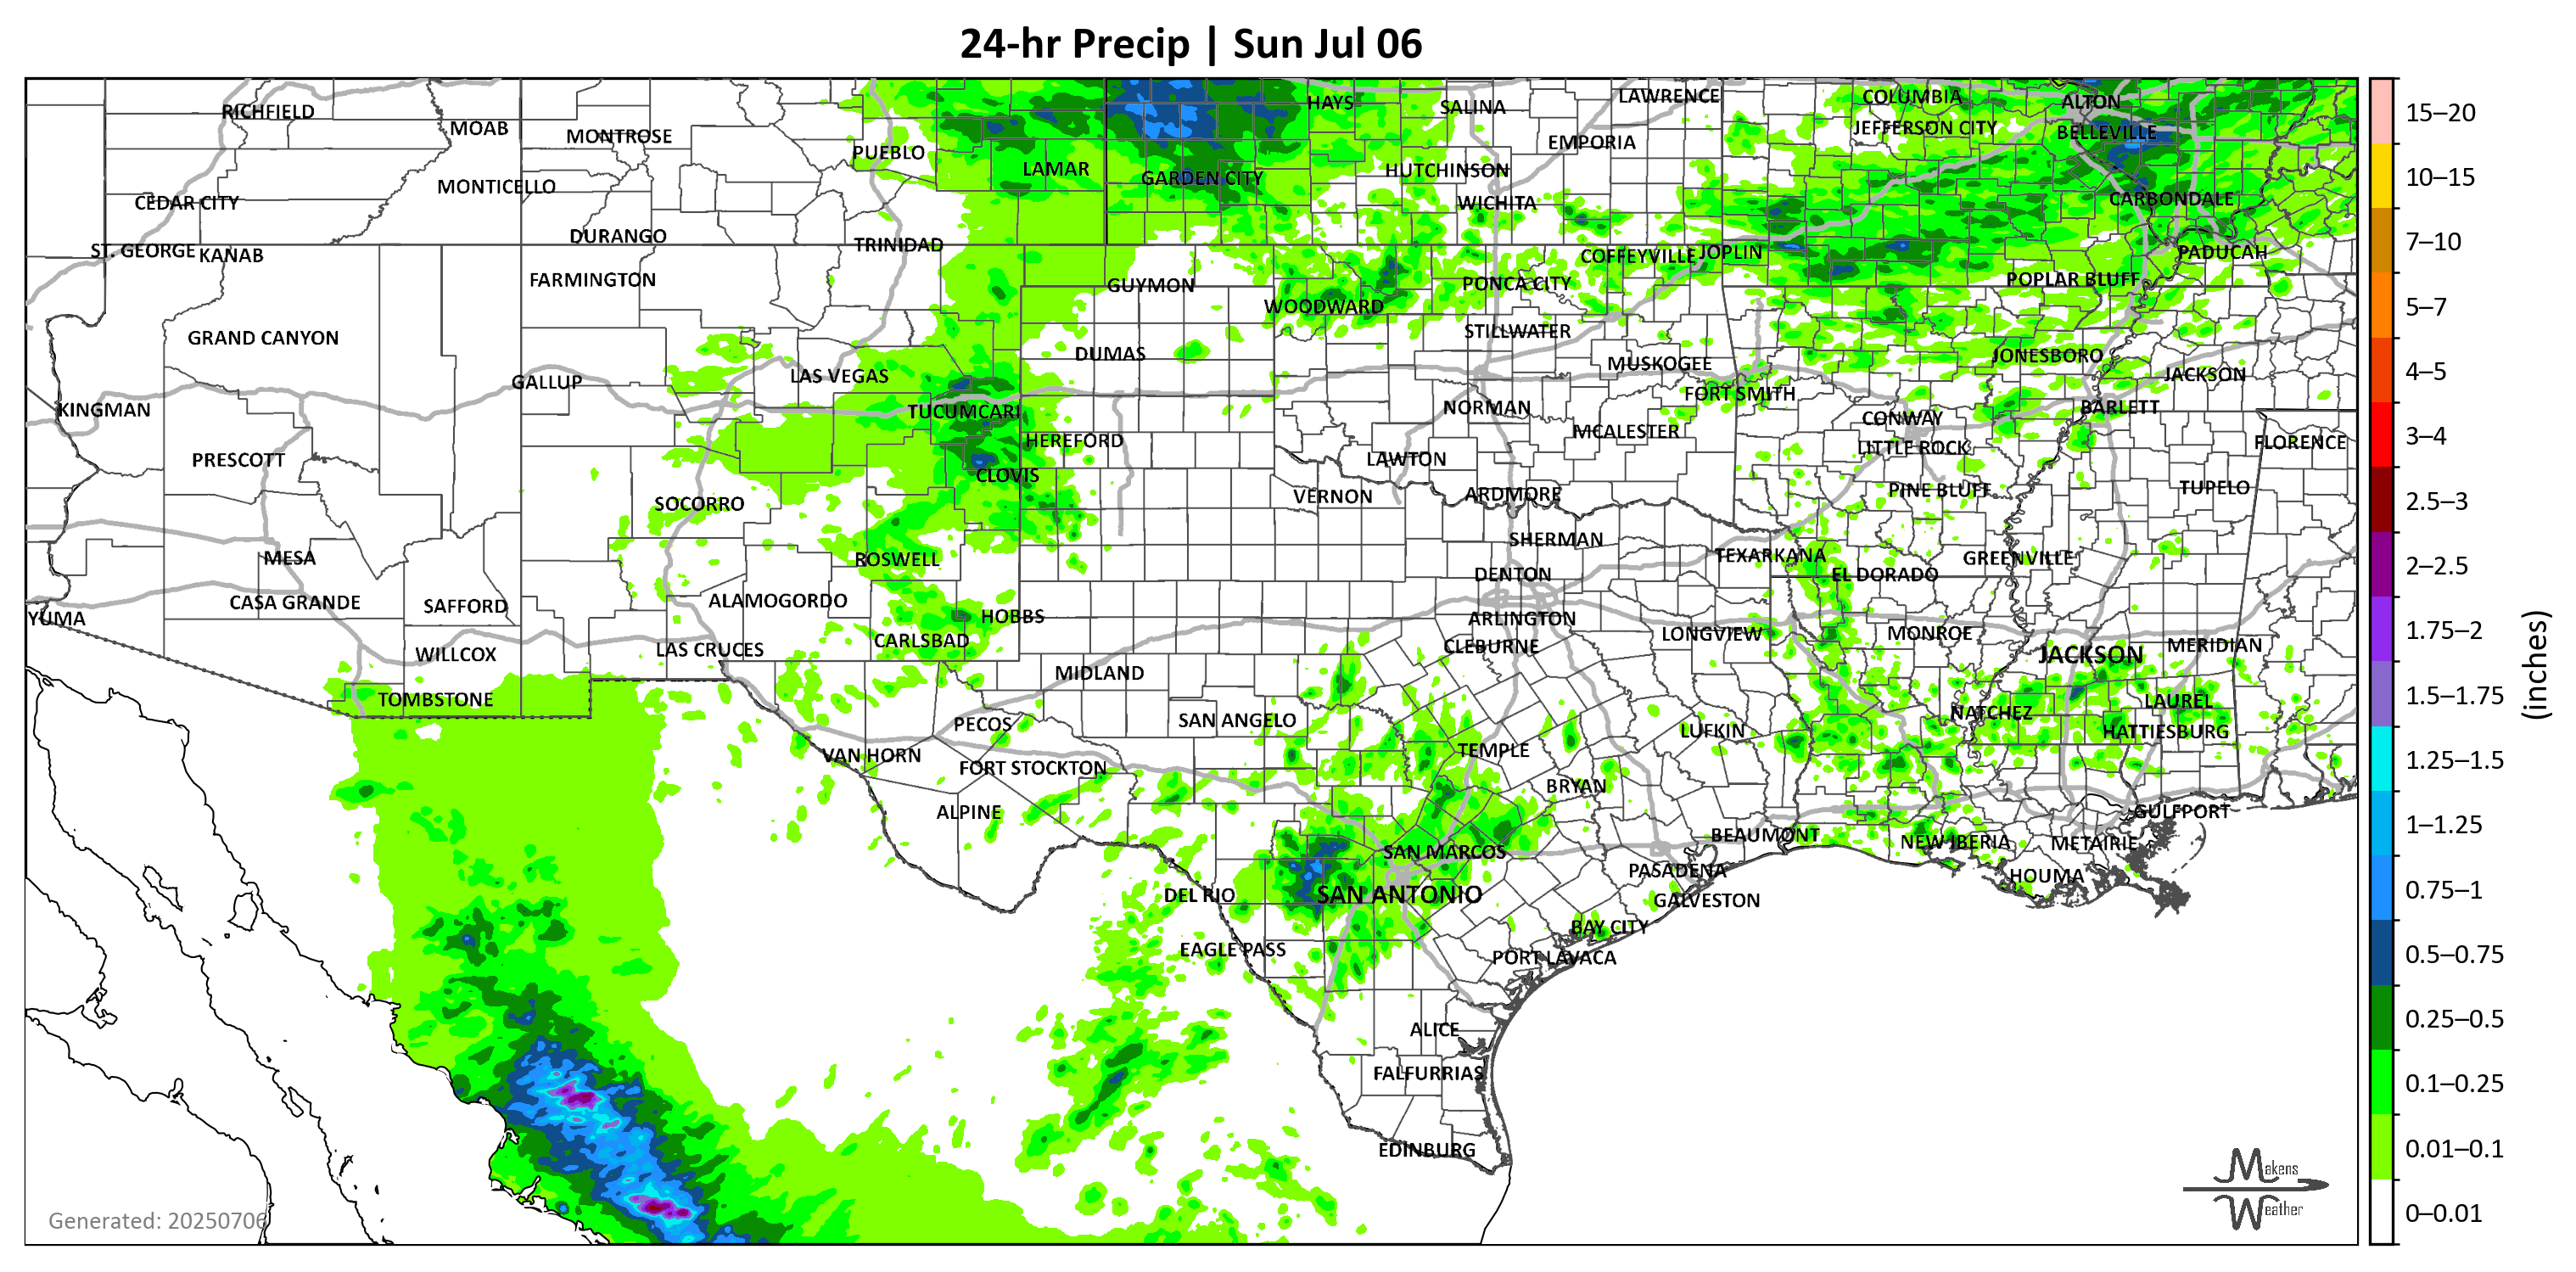 24-hr Precip | Sun Jul 06
RICHFIELD
MOAB
MONTROSE
PUEBLO
LAMAR
GARDEN CITY
HAYS
SALINA
LAWRENCE
EMPORIA
HUTCHINSON
WICHITA
COLUMBIA
JEFFERSON CITY
ALTON
BELLEVILLE
CARBONDALE
MONTICELLO
CEDAR CITY
DURANGO
TRINIDAD
ST. GEORGE
KANAB
FARMINGTON
GUYMON
WOODWARD
PONCA CITY
COFFEYVILLE
JOPLIN
POPLAR BLUFF
PADUCAH
GRAND CANYON
DUMAS
STILLWATER
MUSKOGEE
JONESBORO
JACKSON
GALLUP
LAS VEGAS
KINGMAN
TUCUMCARI
NORMAN
FORT SMITH
CONWAY
BARLETT
HEREFORD
MCALESTER
LITTLE ROCK
FLORENCE
PRESCOTT
CLOVIS
LAWTON
SOCORRO
VERNON
ARDMORE
PINE BLUFF
TUPELO
MESA
ROSWELL
SHERMAN
TEXARKANA
GREENVILLE
DENTON
EL DORADO
YUMA
CASA GRANDE
SAFFORD
ALAMOGORDO
HOBBS
ARLINGTON
WILLCOX
LAS CRUCES
CARLSBAD
CLEBURNE
LONGVIEW
MONROE
JACKSON
MERIDIAN
TOMBSTONE
MIDLAND
PECOS
SAN ANGELO
NATCHEZ
LAUREL
VAN HORN
FORT STOCKTON
TEMPLE
LUFKIN
HATTIESBURG
ALPINE
BRYAN
SAN MARCOS
BEAUMONT
NEW IBERIA
METAIRIE
GULFPORT
DEL RIO
SAN ANTONIO
PASADENA
GALVESTON
HOUMA
EAGLE PASS
BAY CITY
PORT LAVACA
ALICE
FALFURRIAS
EDINBURG
Generated: 20250706
Makens
Weather
15–20
10–15
7–10
5–7
4–5
3–4
2.5–3
2–2.5
1.75–2
1.5–1.75
1.25–1.5
1–1.25
0.75–1
0.5–0.75
0.25–0.5
0.1–0.25
0.01–0.1
0–0.01
(inches)